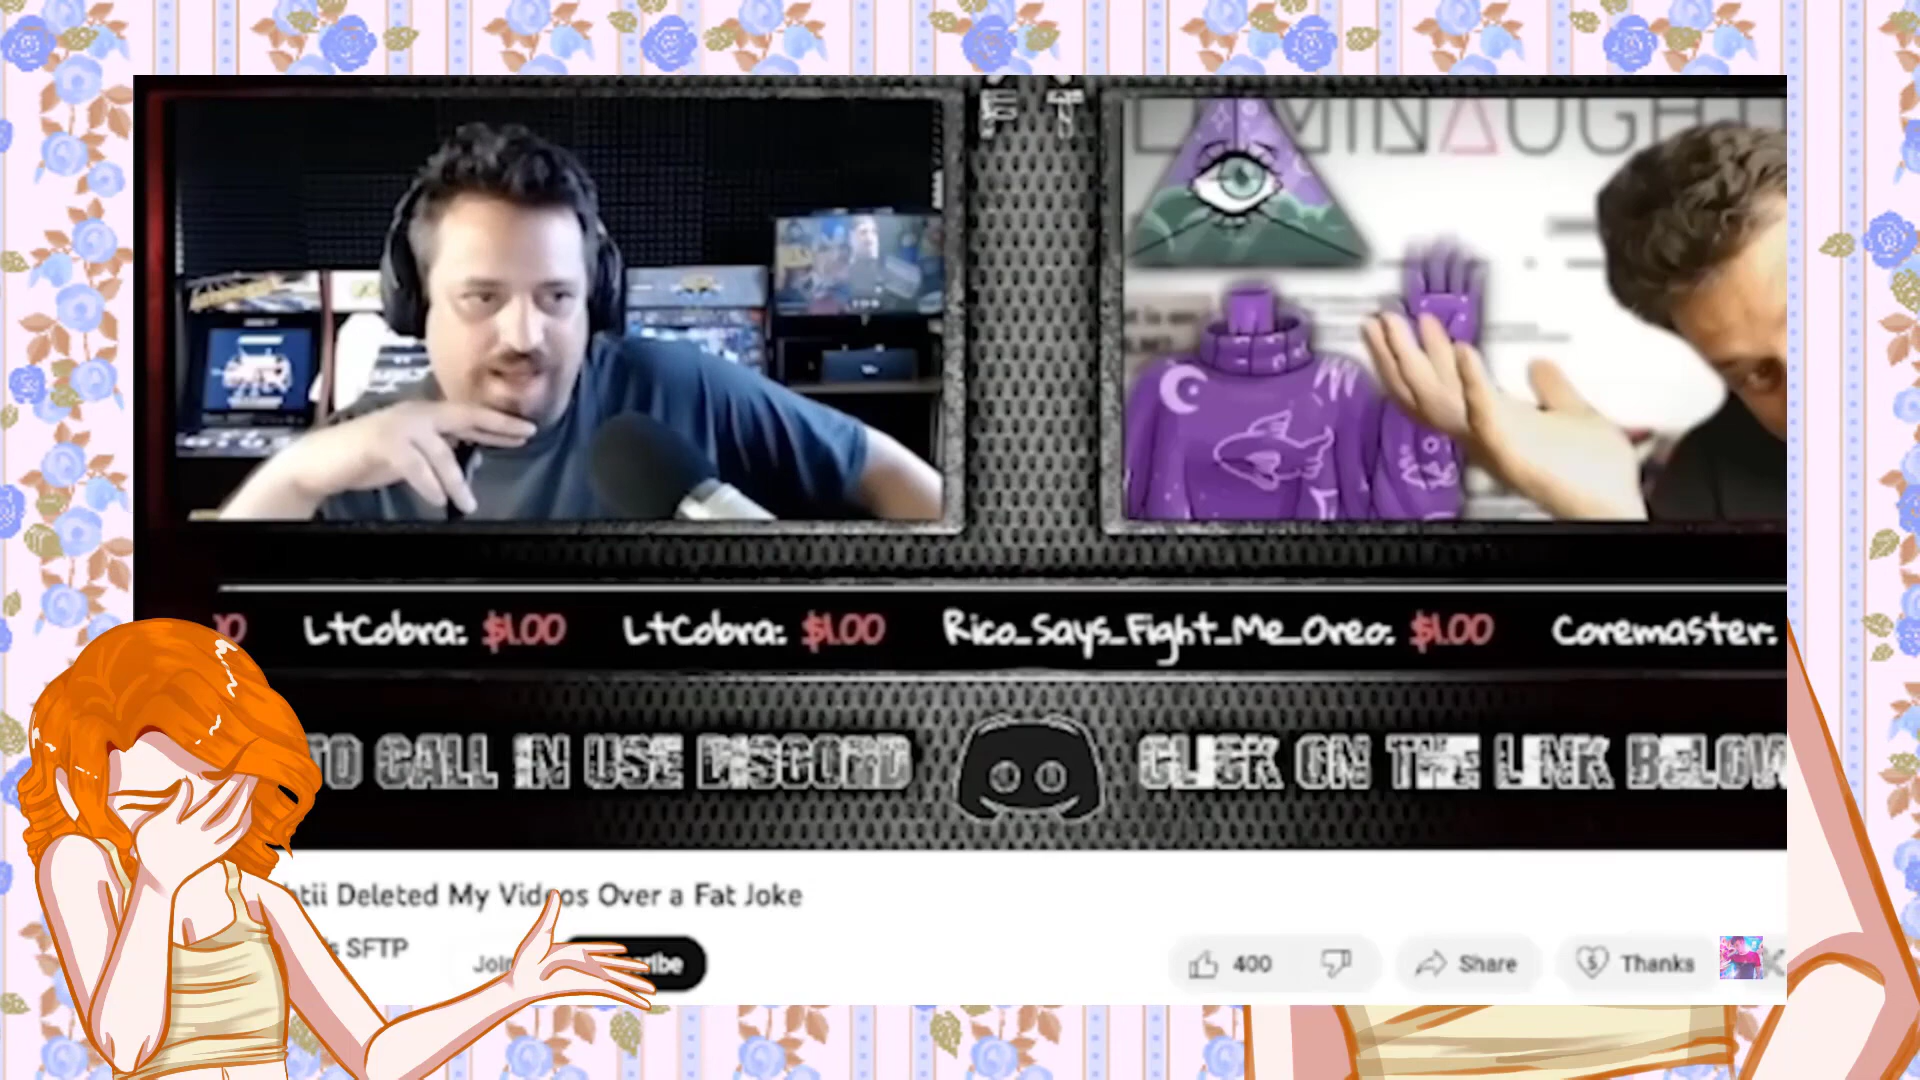 LtCobra: $1.00 LtCobra: $1.00 Rico_Says_Fight_Me_Oreo: $1.00 Coremaster:
TO CALL IN USE DISCORD CLICK ON THE LINK BELOW
Deleted My Videos Over a Fat Joke
SFTP
400 Share Thanks